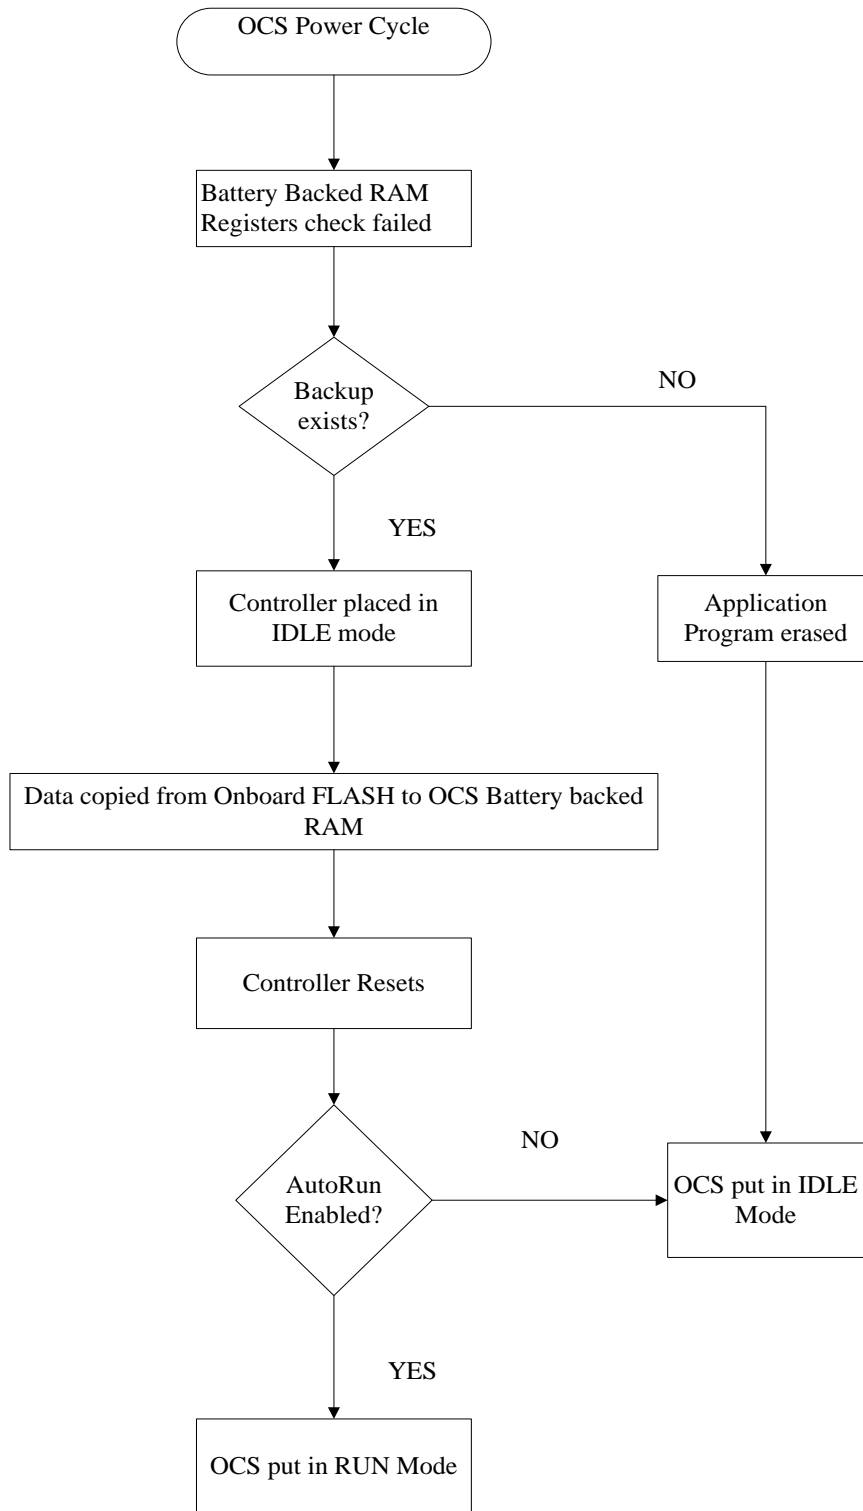 OCS Power Cycle
Battery Backed RAM
Registers check failed
Backup
exists?
NO
YES
Controller placed in
IDLE mode
Application
Program erased
Data copied from Onboard FLASH to OCS Battery backed
RAM
Controller Resets
AutoRun
Enabled?
NO
OCS put in IDLE
Mode
YES
OCS put in RUN Mode